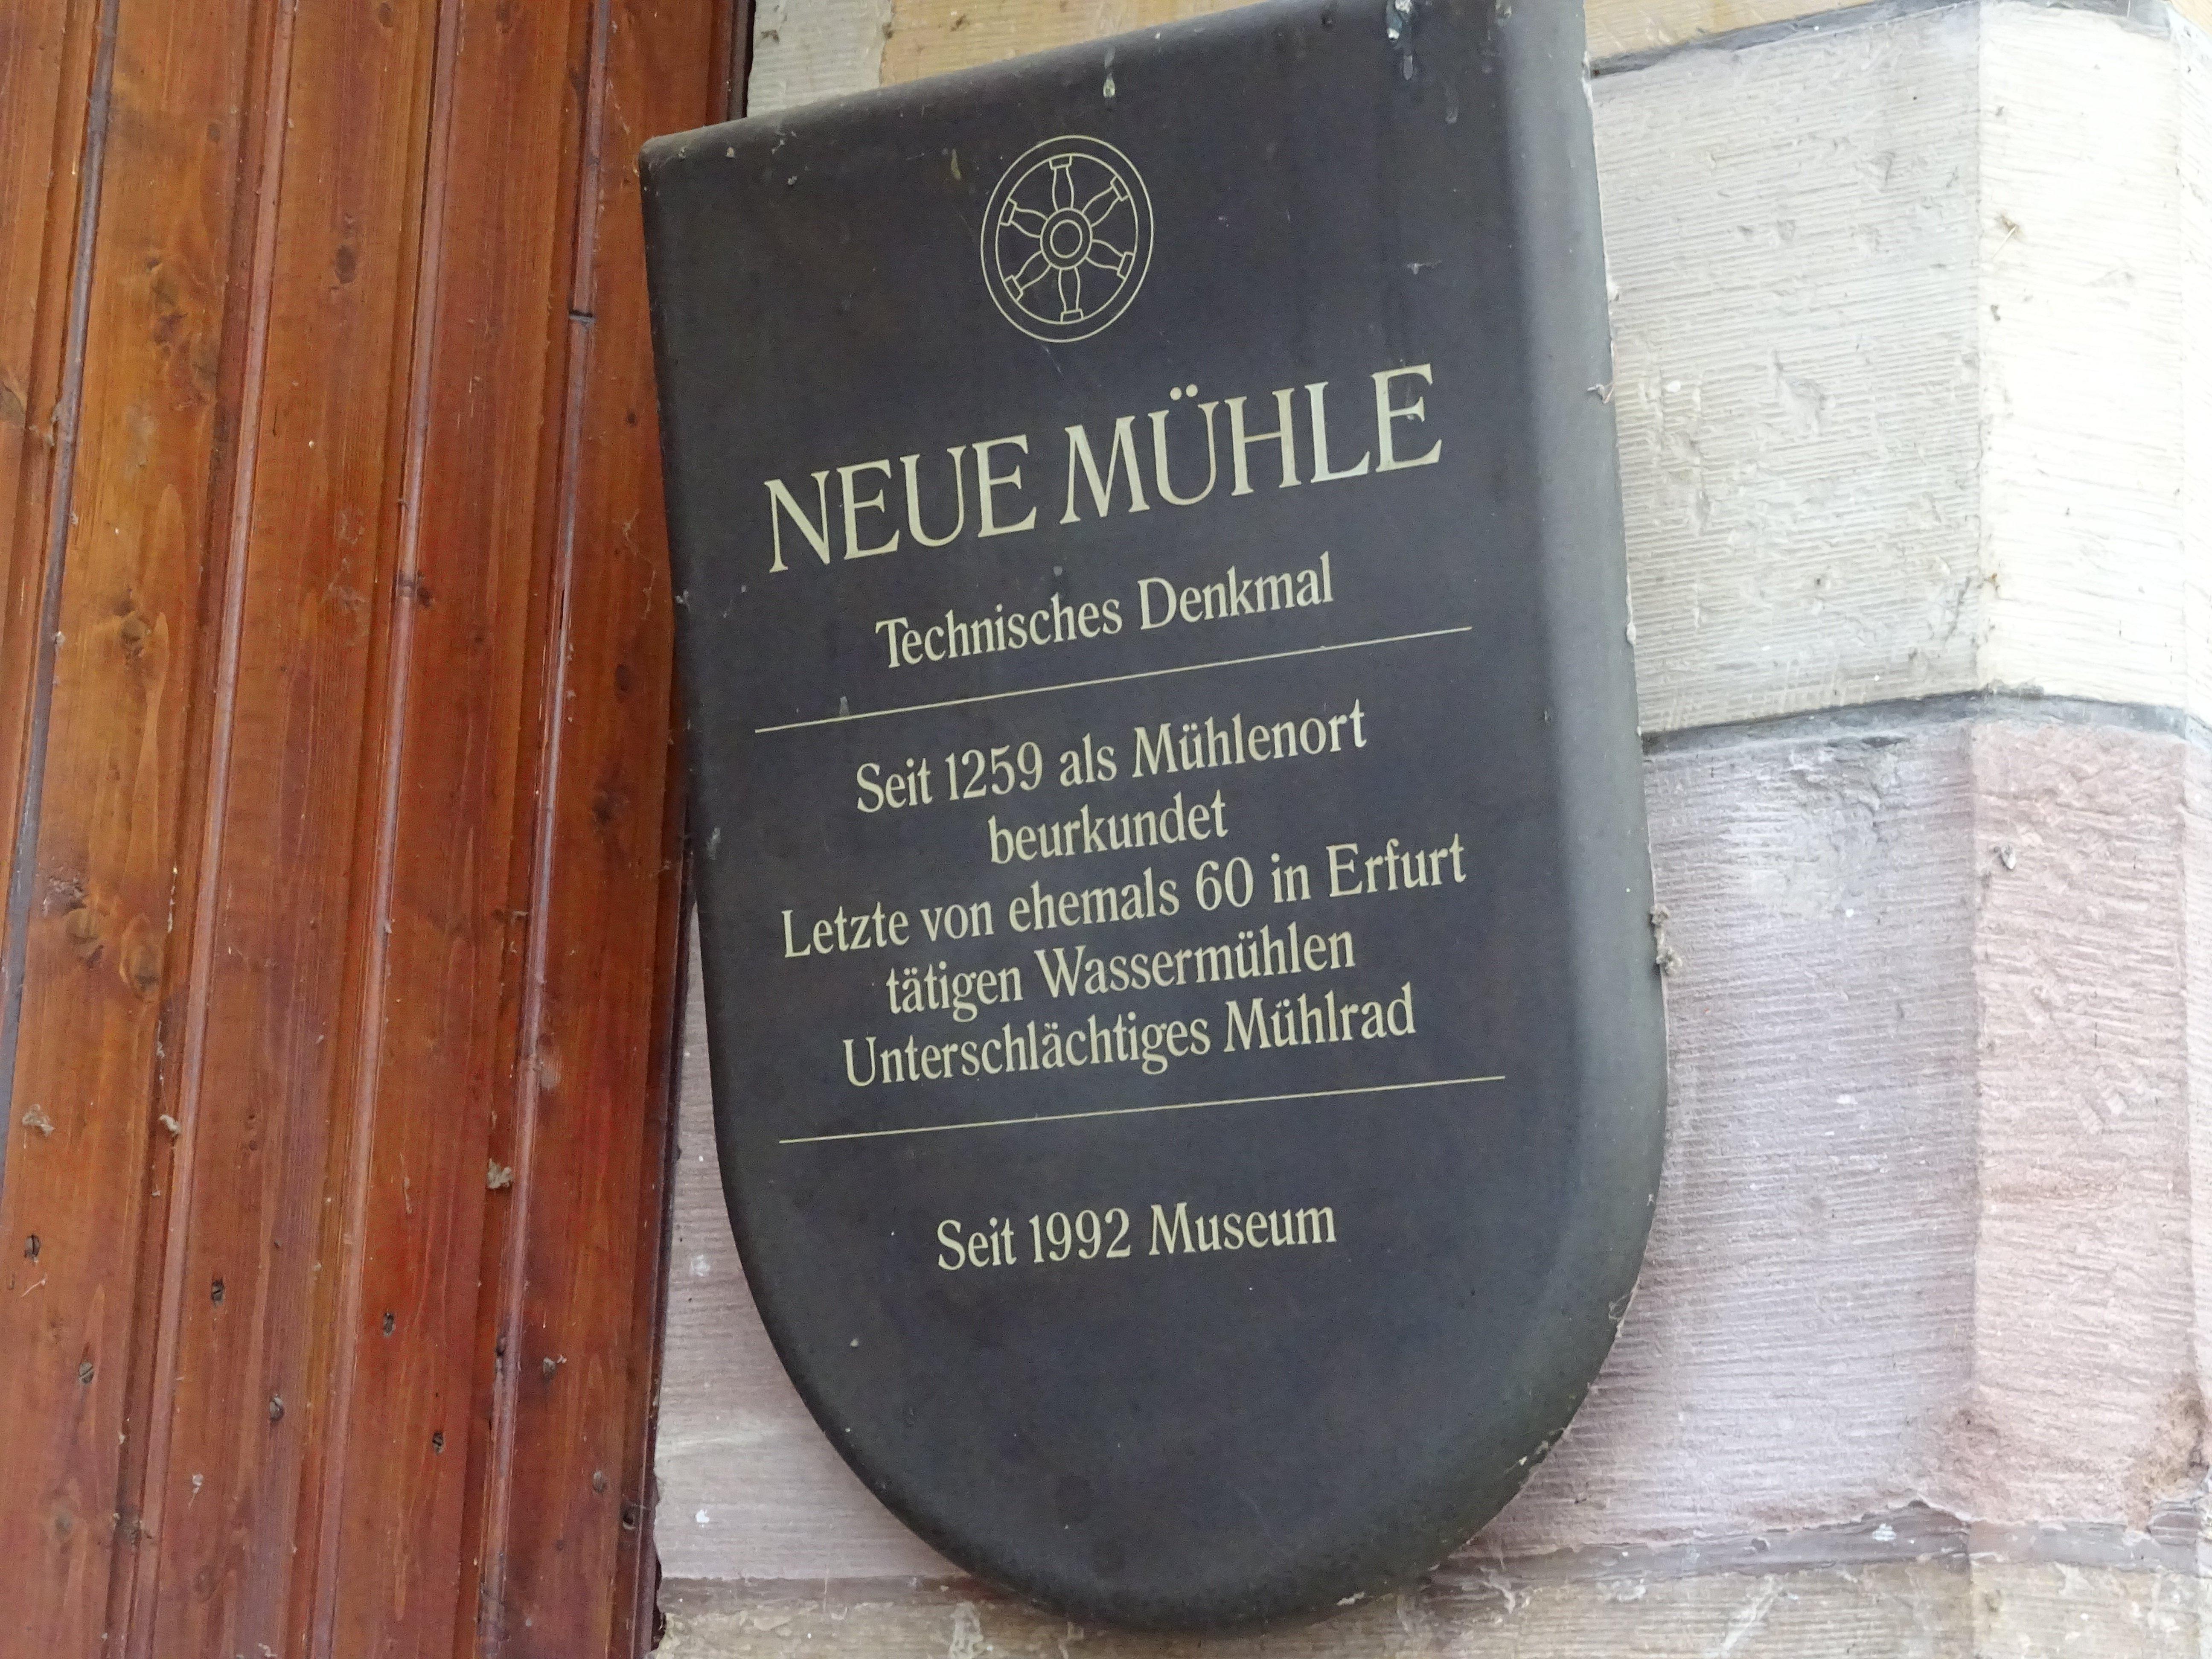 NEUE MÜHLE
Technisches Denkmal
Seit 1259 als Mühlenort
beurkundet
Letzte von ehemals 60 in Erfurt
tätigen Wassermühlen
Unterschlächtiges Mühlrad
Seit 1992 Museum